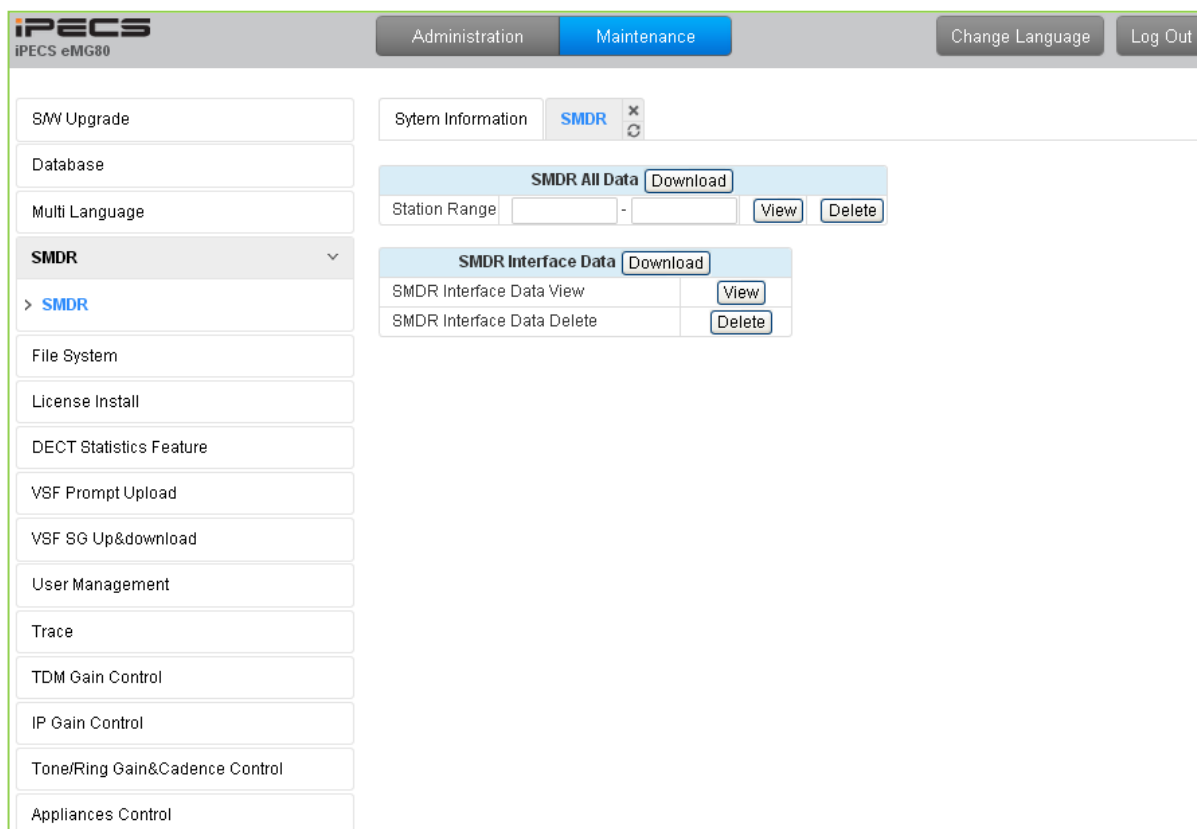 iPECS
iPECS eMG80
Administration
Maintenance
Change Language
Log Out
S/W Upgrade
Database
Multi Language
SMDR
> SMDR
File System
License Install
DECT Statistics Feature
VSF Prompt Upload
VSF SG Up&download
User Management
Trace
TDM Gain Control
IP Gain Control
Tone/Ring Gain&Cadence Control
Appliances Control
Sytem Information
SMDR
SMDR All Data Download
Station Range - View Delete
SMDR Interface Data Download
SMDR Interface Data View View
SMDR Interface Data Delete Delete